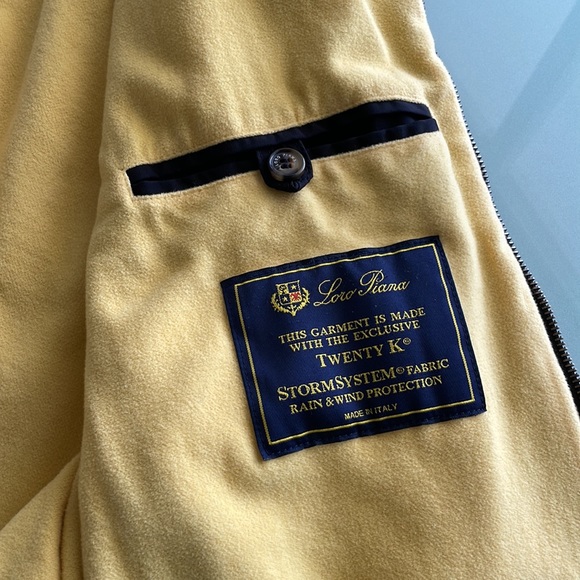 Loro Piana
THIS GARMENT IS MADE
WITH THE EXCLUSIVE
TWENTY K©
STORMSYSTEM© FABRIC
RAIN & WIND PROTECTION
MADE IN ITALY